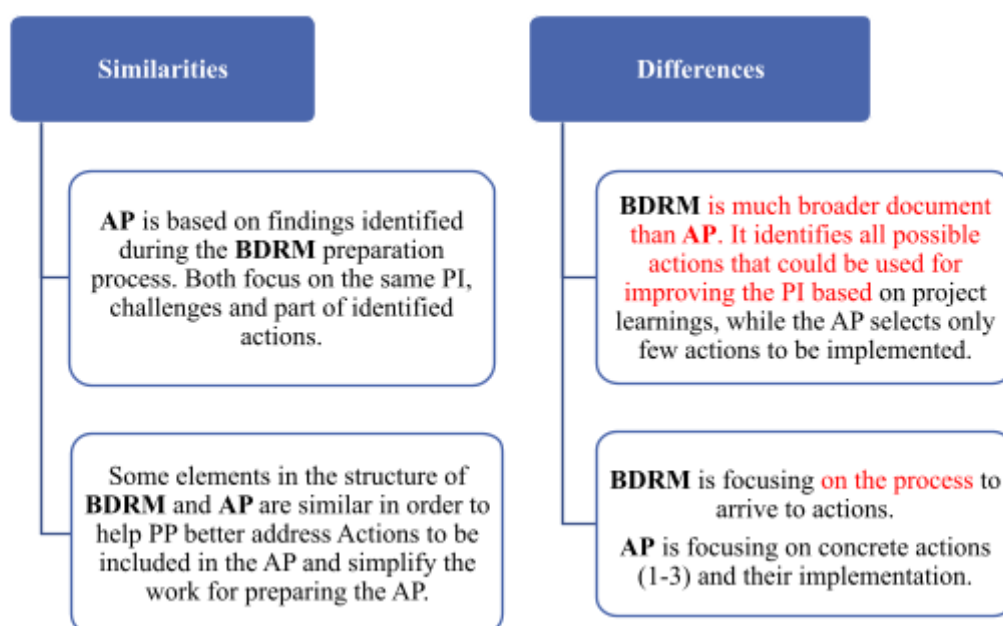 Similarities
AP is based on findings identified
during the BDRM preparation
process. Both focus on the same PI,
challenges and part of identified
actions.
Some elements in the structure of
BDRM and AP are similar in order to
help PP better address Actions to be
included in the AP and simplify the
work for preparing the AP.
Differences
BDRM is much broader document
than AP. It identifies all possible
actions that could be used for
improving the PI based on project
learnings, while the AP selects only
few actions to be implemented.
BDRM is focusing on the process to
arrive to actions.
AP is focusing on concrete actions
(1-3) and their implementation.